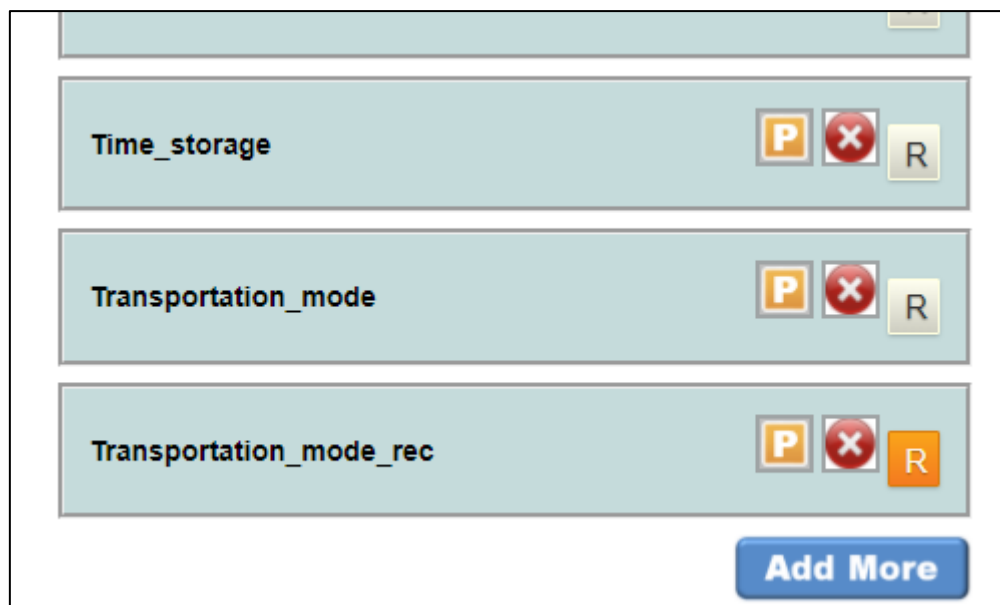 Time_storage P R
Transportation_mode P R
Transportation_mode_rec P R
Add More